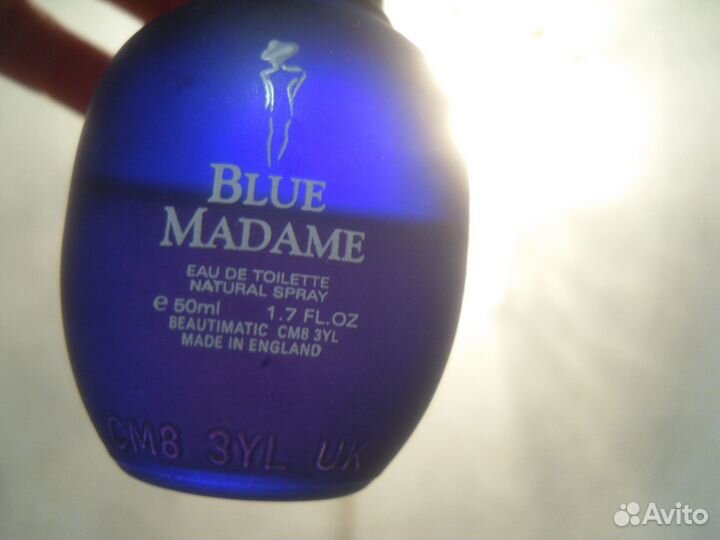 BLUE
MADAME
EAU DE TOILETTE
NATURAL SPRAY
℮ 50ml 1.7 FL.OZ
BEAUTIMATIC CM8 3YL
MADE IN ENGLAND
CM8 3YL UK
Avito